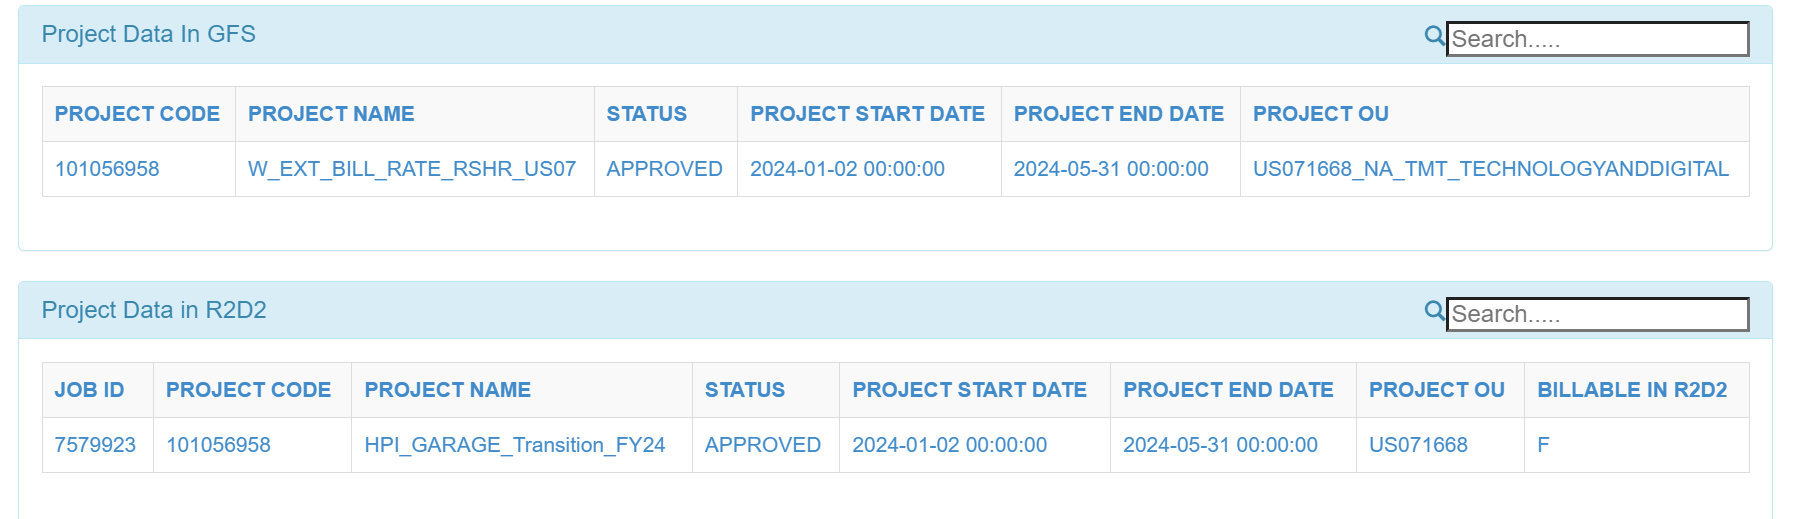 Project Data In GFS
Search.....
PROJECT CODE PROJECT NAME STATUS PROJECT START DATE PROJECT END DATE PROJECT OU
101056958 W_EXT_BILL_RATE_RSHR_US07 APPROVED 2024-01-02 00:00:00 2024-05-31 00:00:00 US071668_NA_TMT_TECHNOLOGYANDDIGITAL
Project Data in R2D2
Search.....
JOB ID PROJECT CODE PROJECT NAME STATUS PROJECT START DATE PROJECT END DATE PROJECT OU BILLABLE IN R2D2
7579923 101056958 HPI_GARAGE_Transition_FY24 APPROVED 2024-01-02 00:00:00 2024-05-31 00:00:00 US071668 F